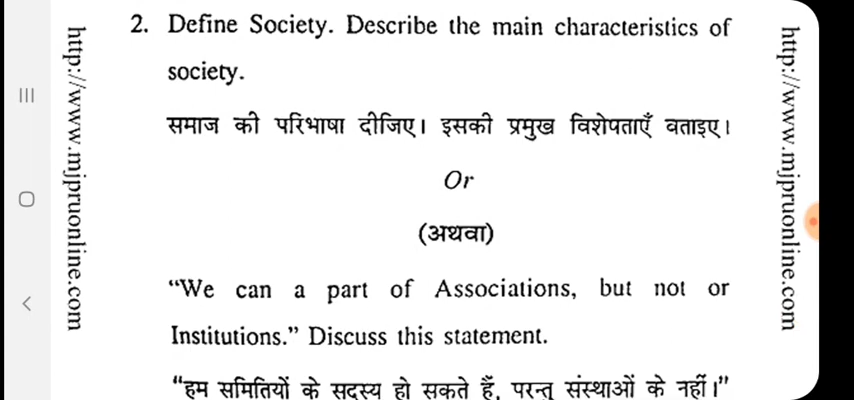 http://www.mjpruonline.com
2. Define Society. Describe the main characteristics of
society.
समाज की परिभाषा दीजिए। इसकी प्रमुख विशेषताएँ बताइए।
Or
(अथवा)
“We can a part of Associations, but not or
Institutions.” Discuss this statement.
“हम समितियों के सदस्य हो सकते हैं, परन्तु संस्थाओं के नहीं।”
http://www.mjpruonline.com